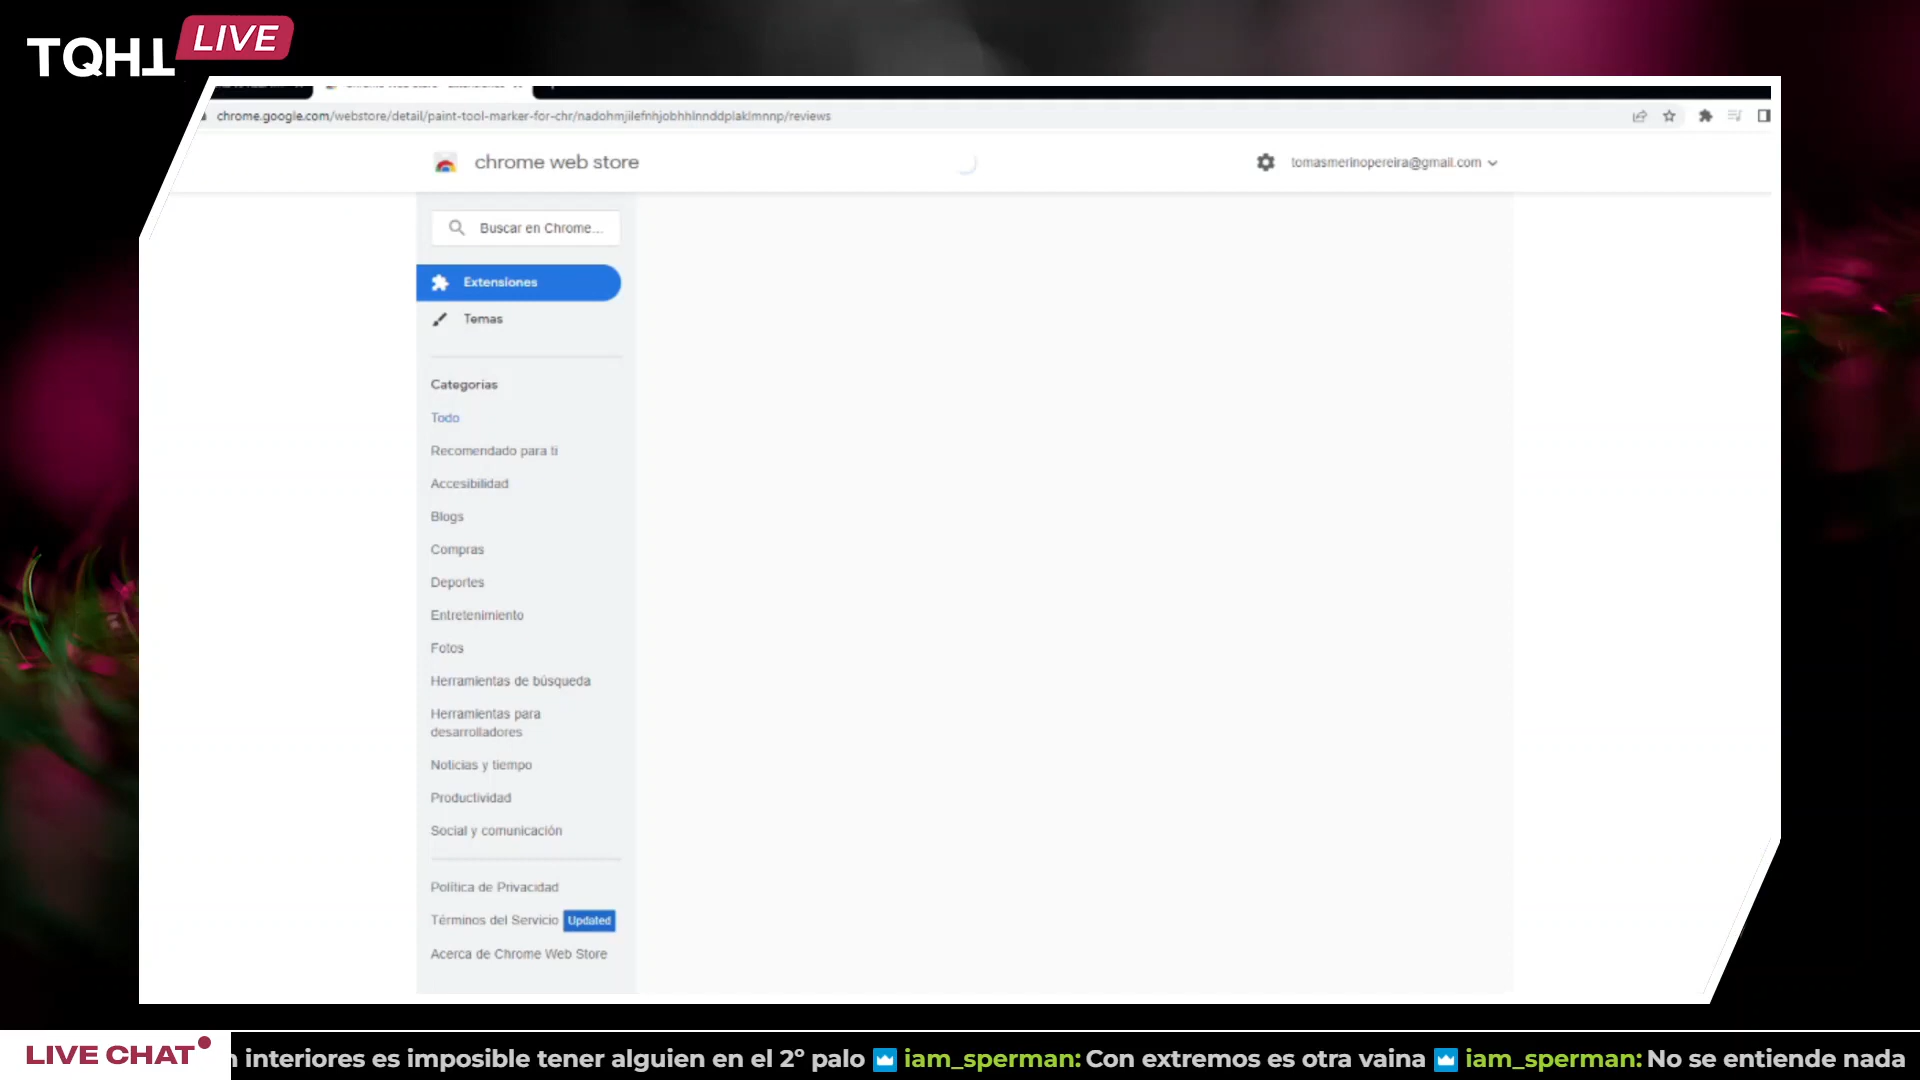 TQHT LIVE
chrome.google.com/webstore/detail/paint-tool-marker-for-chr/nadohmjilefnhjobhhlnnddplaklmnnp/reviews
chrome web store
tomasmerinopereira@gmail.com
Buscar en Chrome...
Extensiones
Temas
Categorías
Todo
Recomendado para ti
Accesibilidad
Blogs
Compras
Deportes
Entretenimiento
Fotos
Herramientas de búsqueda
Herramientas para
desarrolladores
Noticias y tiempo
Productividad
Social y comunicación
Política de Privacidad
Términos del Servicio Updated
Acerca de Chrome Web Store
LIVE CHAT interiores es imposible tener alguien en el 2º palo iam_sperman: Con extremos es otra vaina iam_sperman: No se entiende nada